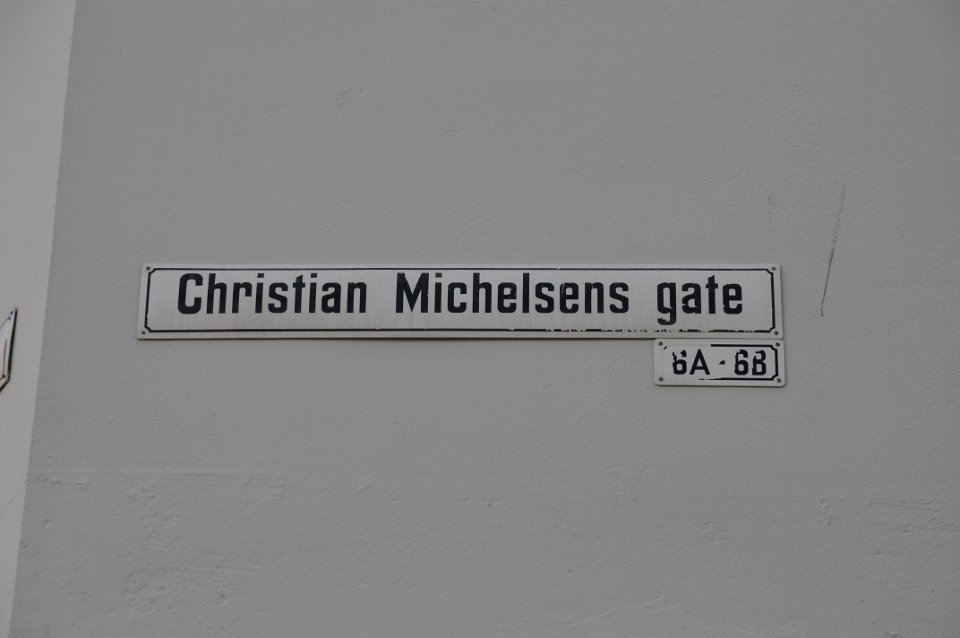 Christian Michelsens gate
6A - 6B